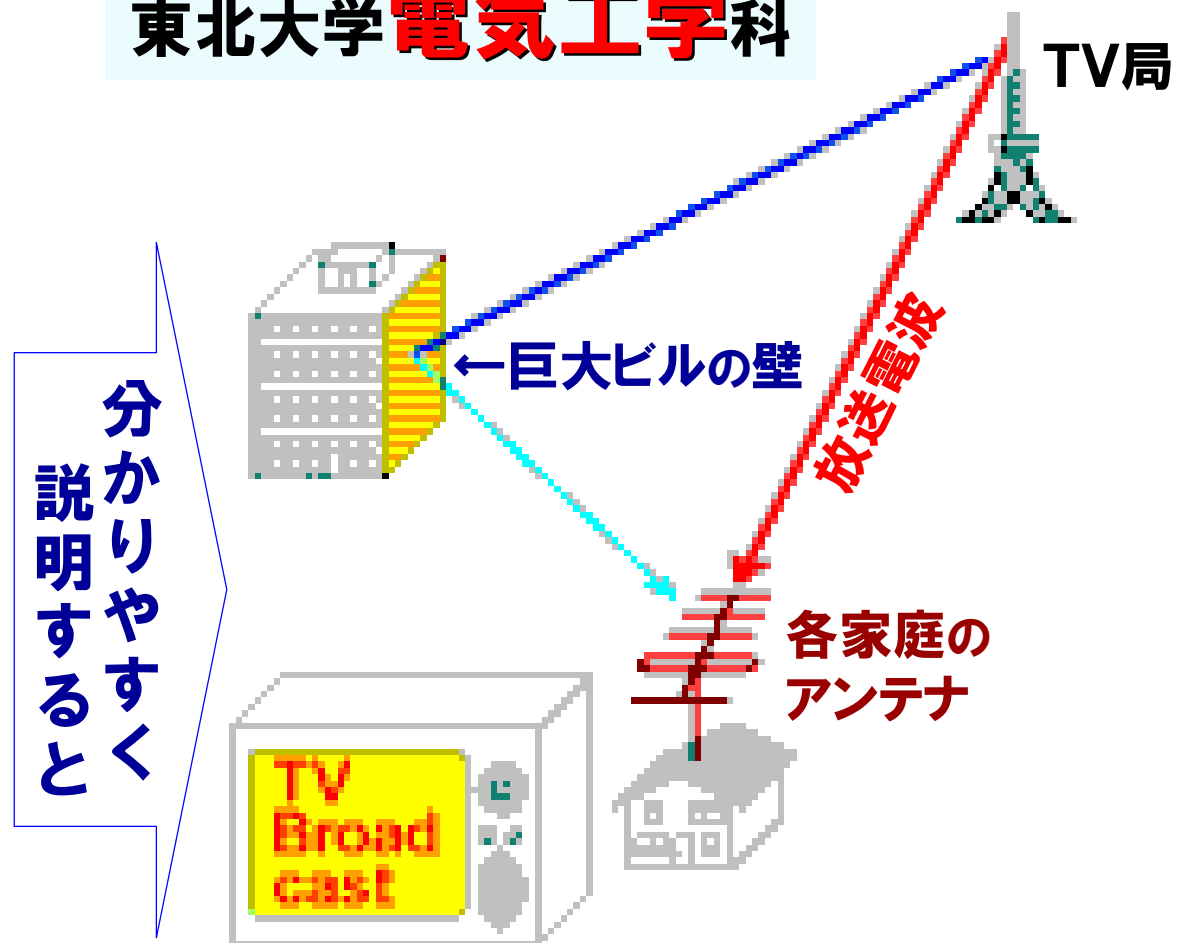 東北大学電気工学科
TV局
←巨大ビルの壁
放送電波
分かりやすく
説明すると
各家庭の
アンテナ
TV
Broad
cast